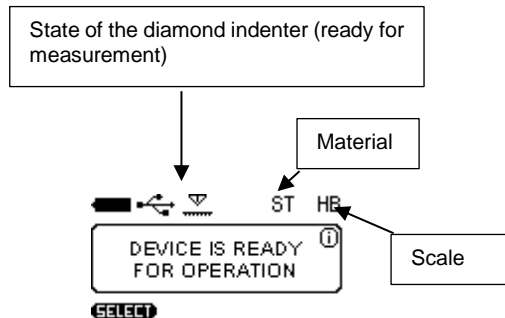 State of the diamond indenter (ready for
measurement)
Material
ST HB
DEVICE IS READY
FOR OPERATION
Scale
SELECT